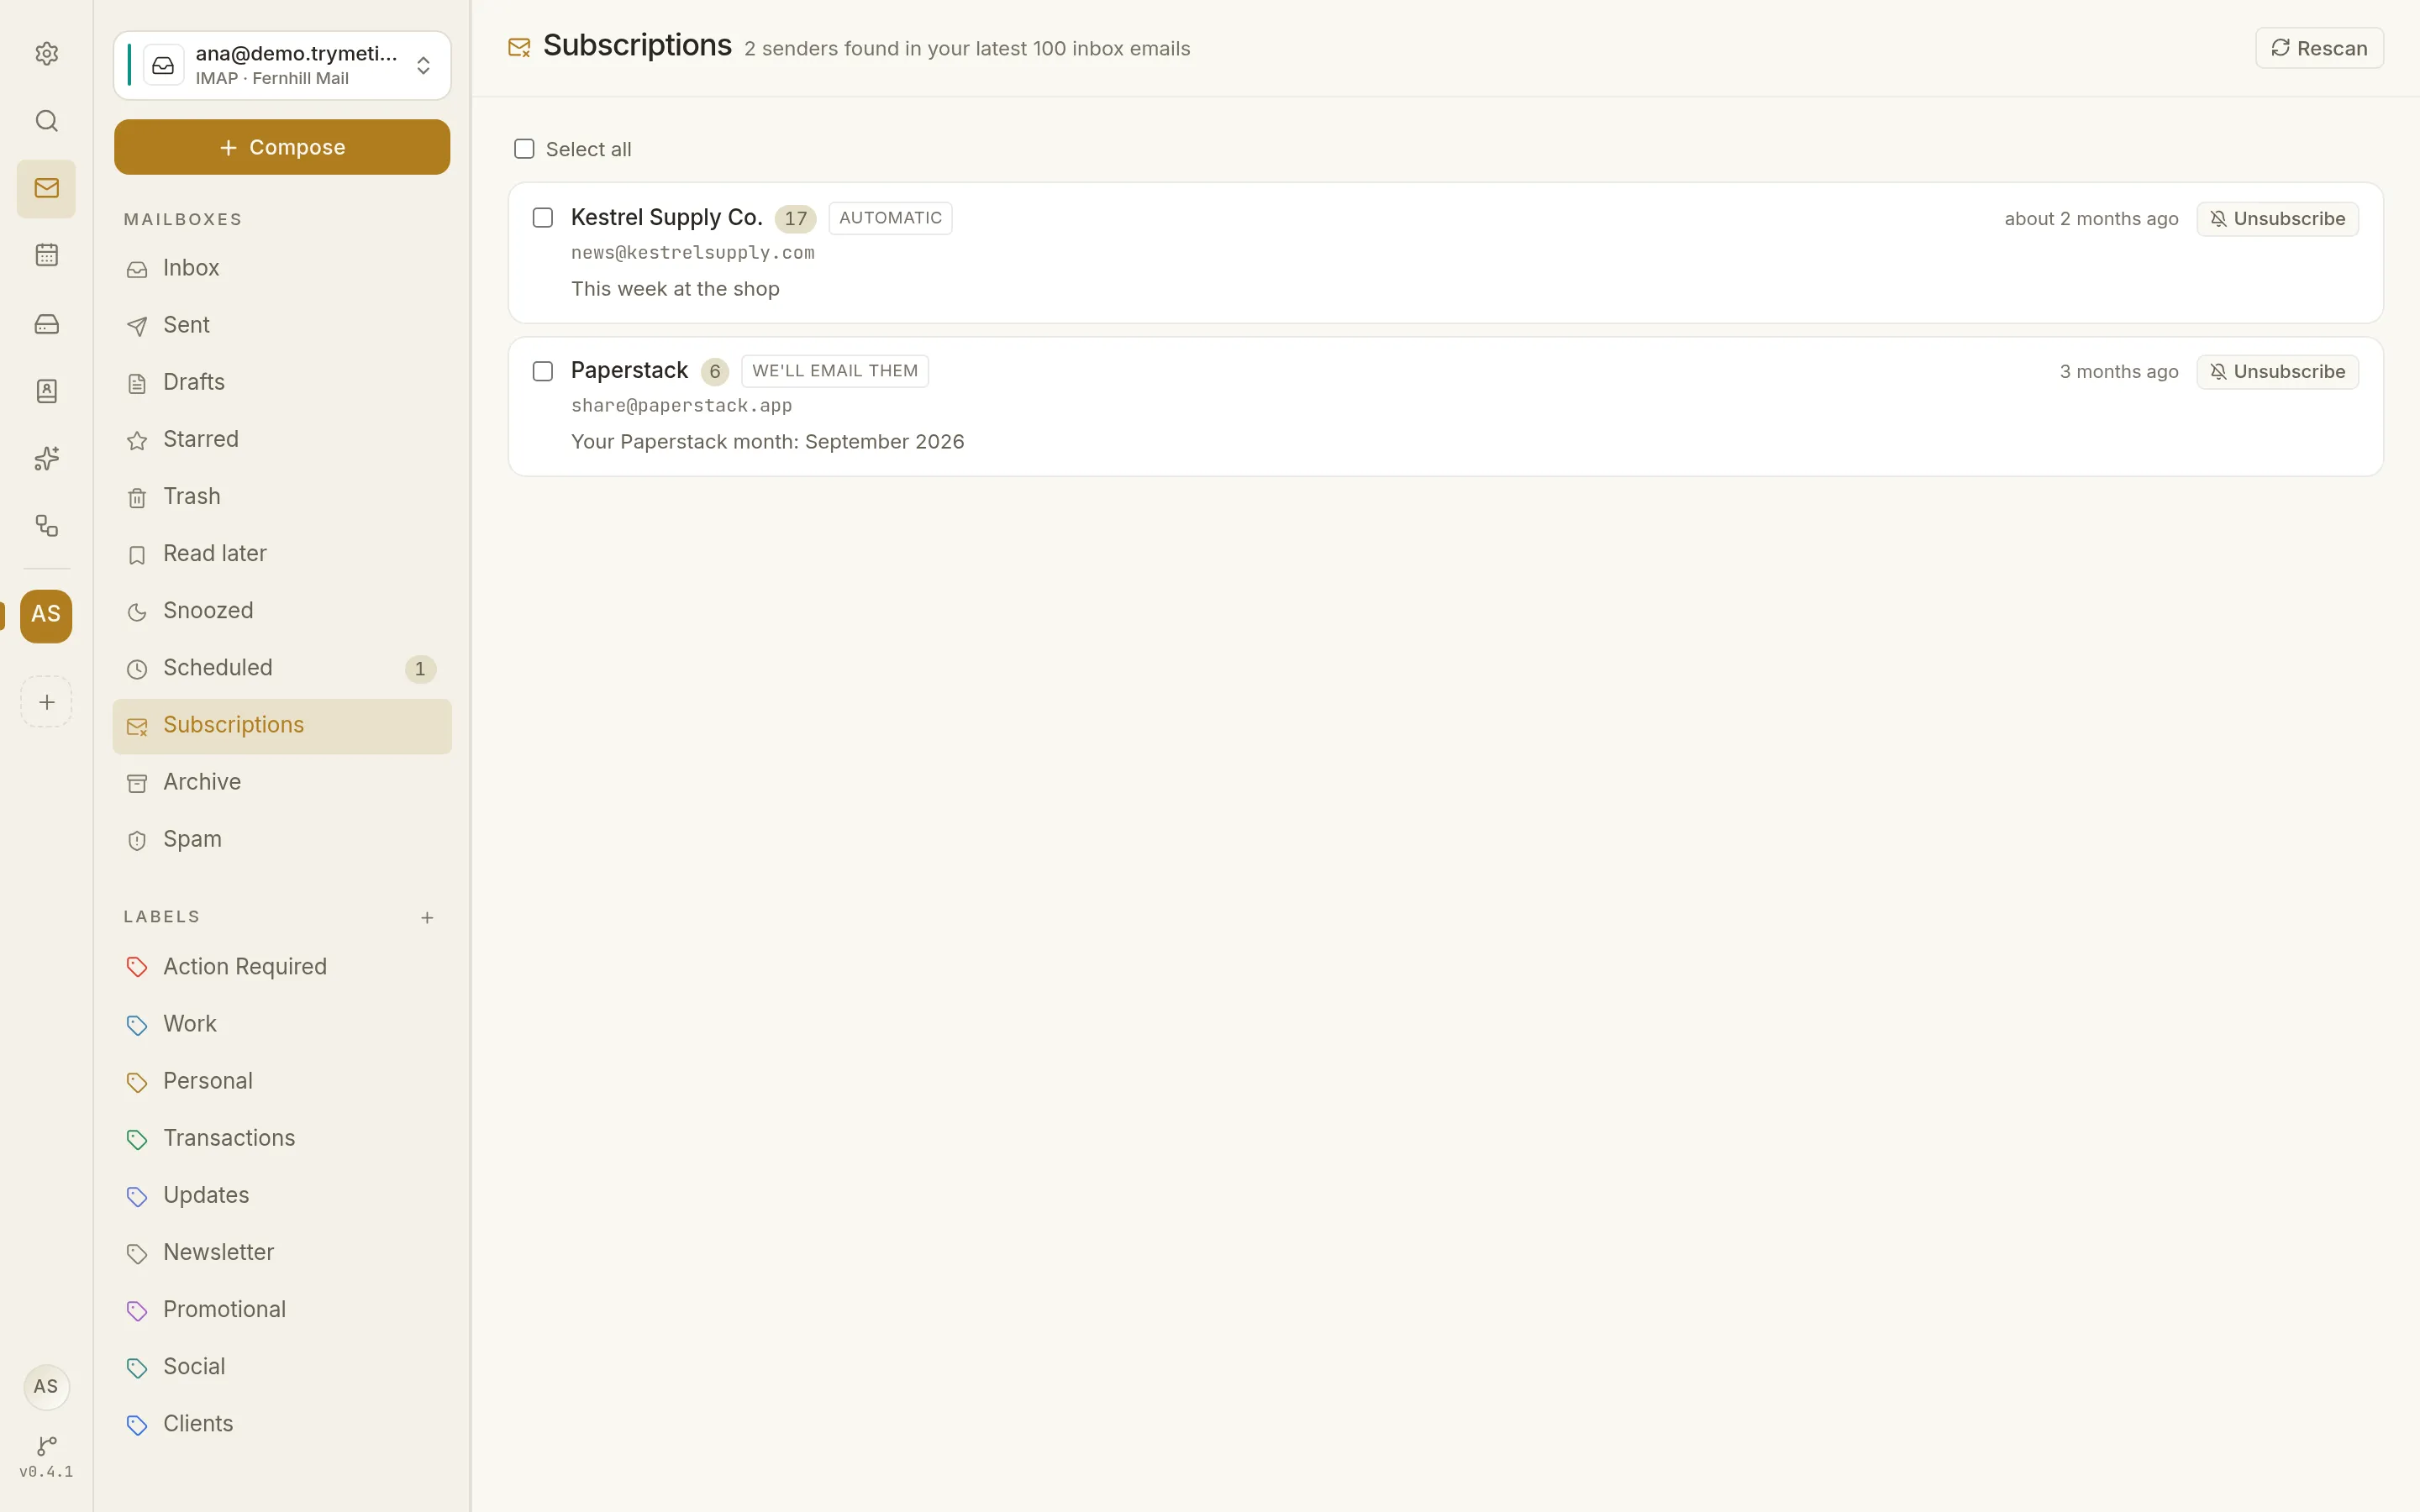 ana@demo.trymeti...
IMAP · Fernhill Mail
Compose
MAILBOXES
Inbox
Sent
Drafts
Starred
Trash
Read later
Snoozed
Scheduled 1
Subscriptions
Archive
Spam
LABELS
Action Required
Work
Personal
Transactions
Updates
Newsletter
Promotional
Social
Clients
AS
AS
v0.4.1
Subscriptions 2 senders found in your latest 100 inbox emails
Rescan
Select all
Kestrel Supply Co. 17 AUTOMATIC
about 2 months ago Unsubscribe
news@kestrelsupply.com
This week at the shop
Paperstack 6 WE'LL EMAIL THEM
3 months ago Unsubscribe
share@paperstack.app
Your Paperstack month: September 2026